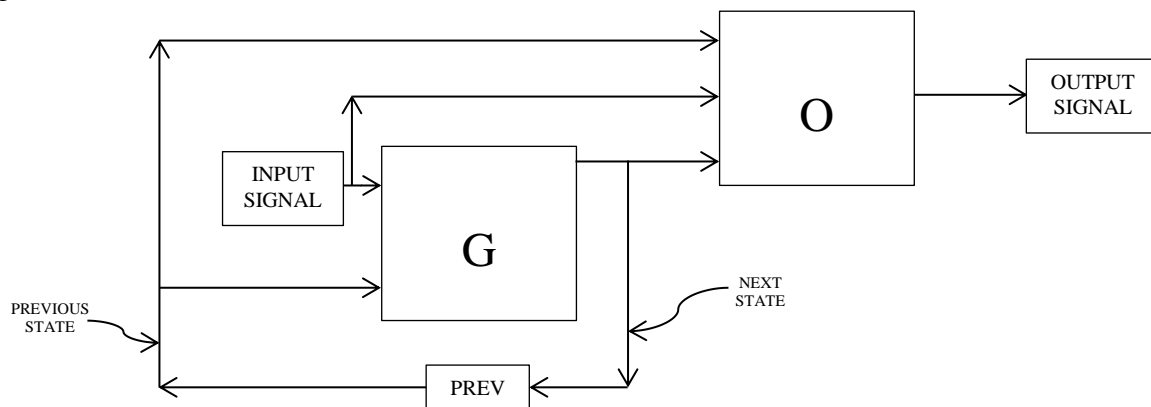 O
OUTPUT
SIGNAL
INPUT
SIGNAL
G
PREVIOUS
STATE
NEXT
STATE
PREV